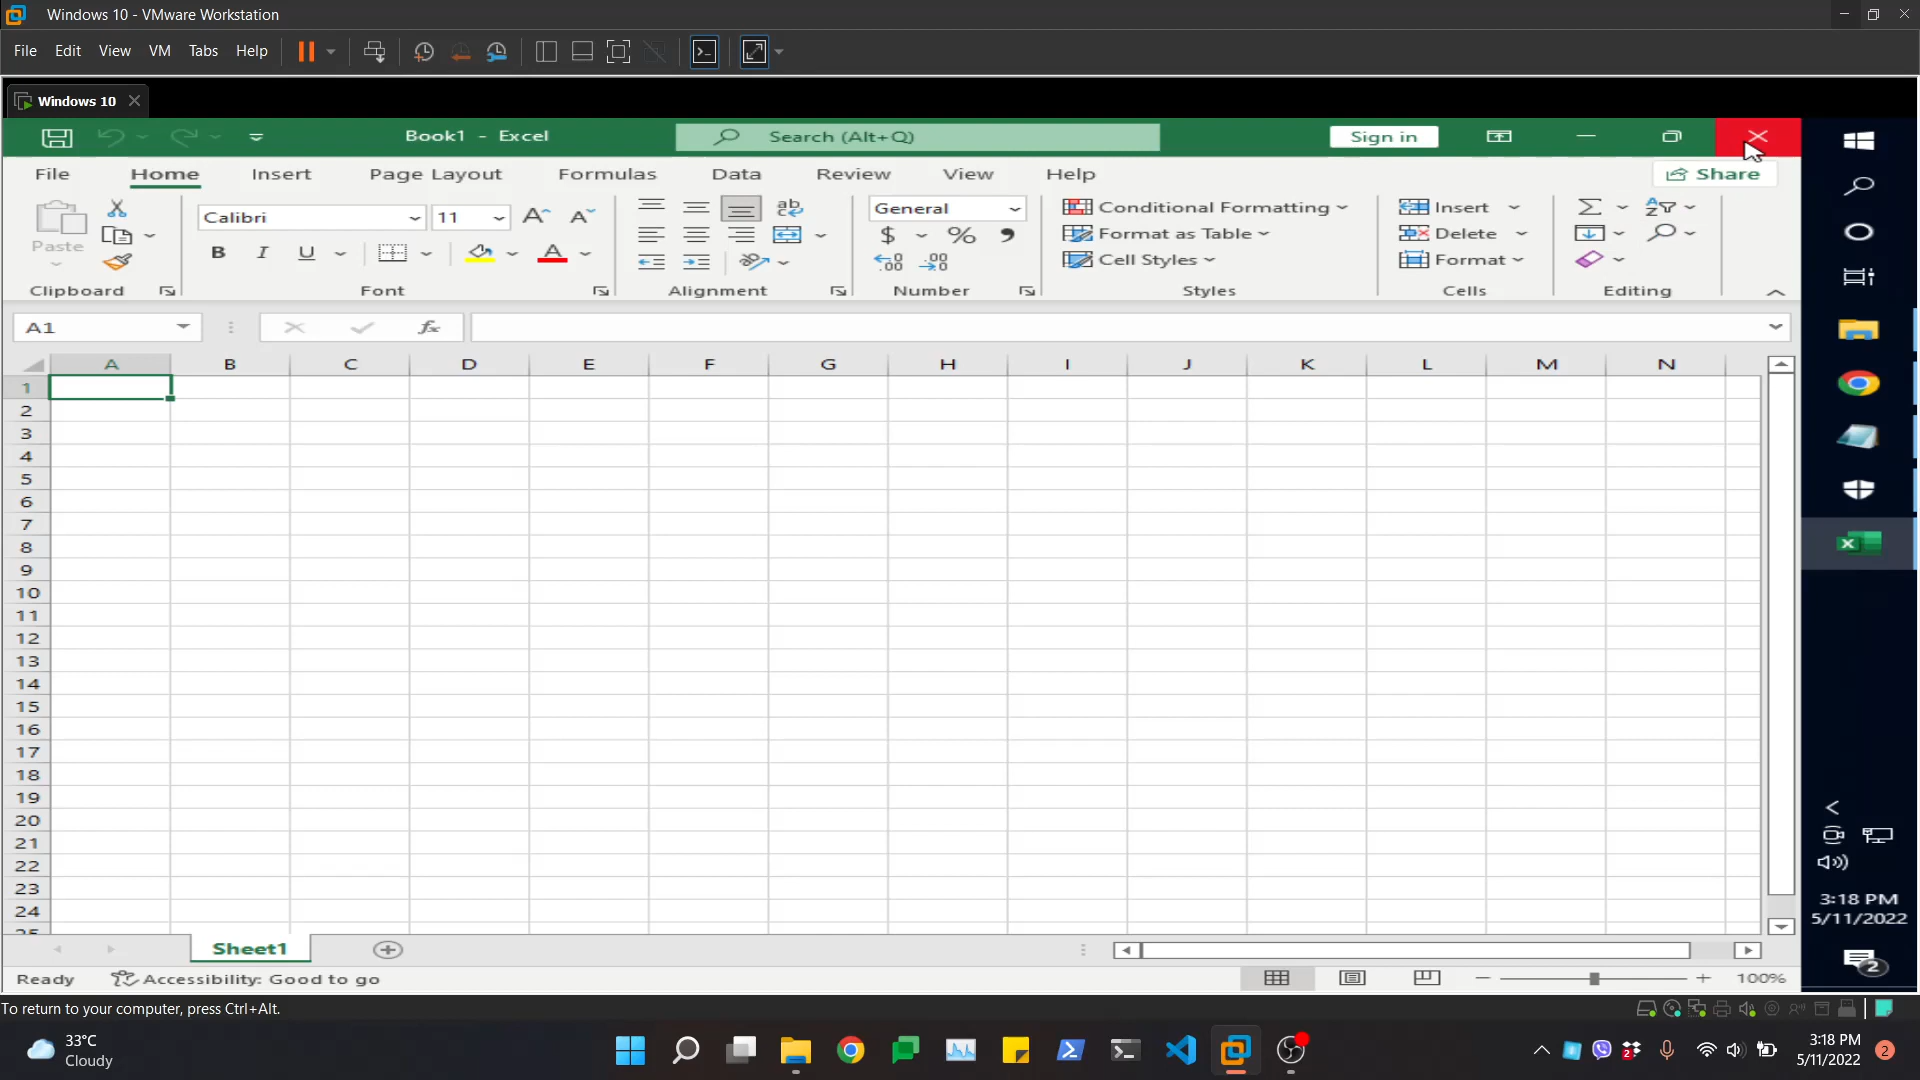 Windows 10 - VMware Workstation
File Edit View VM Tabs Help
Windows 10
Book1 - Excel Search (Alt+Q) Sign in
File Home Insert Page Layout Formulas Data Review View Help Share
Paste Calibri 11 ab General Conditional Formatting Insert
B I U $ % Format as Table Delete
Cell Styles Format
Clipboard Font Alignment Number Styles Cells Editing
A1 fx
A B C D E F G H I J K L M N
1
2
3
4
5
6
7
8
9
10
11
12
13
14
15
16
17
18
19
20
21
22
23
24
25
Sheet1
Ready Accessibility: Good to go 100%
3:18 PM
5/11/2022
2
To return to your computer, press Ctrl+Alt.
33°C
Cloudy
3:18 PM
5/11/2022
2